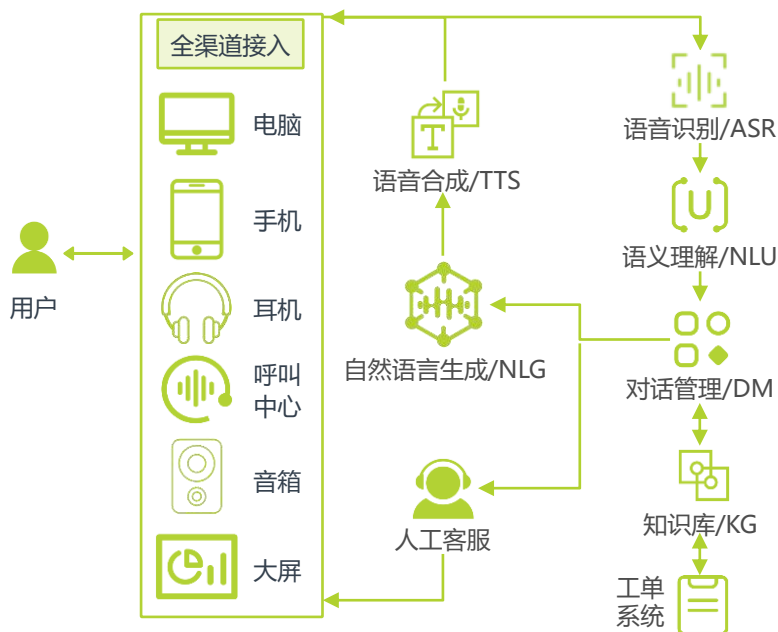 全渠道接入
电脑
手机
耳机
呼叫
中心
音箱
大屏
用户
语音合成/TTS
自然语言生成/NLG
人工客服
语音识别/ASR
语义理解/NLU
对话管理/DM
知识库/KG
工单
系统